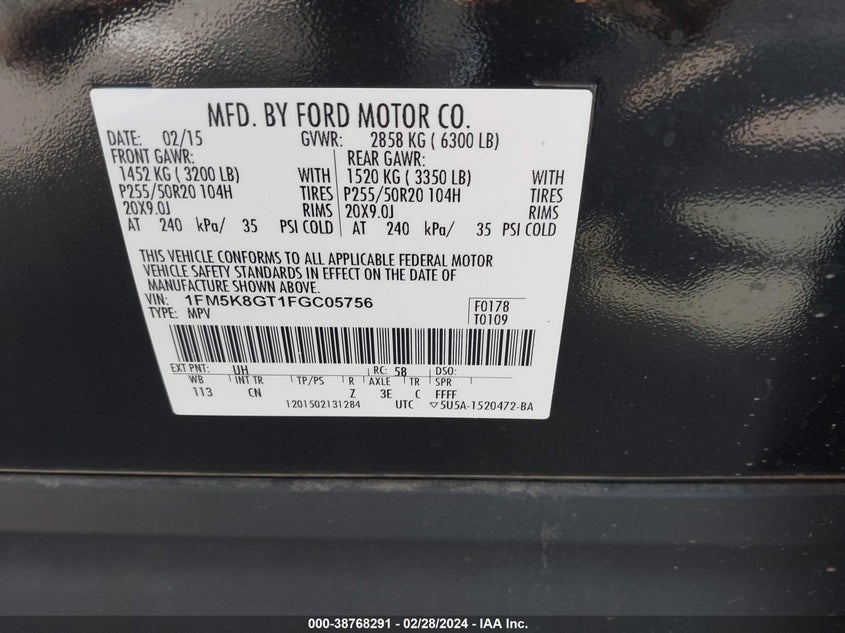 MFD. BY FORD MOTOR CO.
DATE: 02/15 GVWR: 2858 KG ( 6300 LB)
FRONT GAWR: REAR GAWR:
1452 KG ( 3200 LB) WITH 1520 KG ( 3350 LB) WITH
P255/50R20 104H TIRES P255/50R20 104H TIRES
20X9.0J RIMS 20X9.0J RIMS
AT 240 kPa/ 35 PSI COLD AT 240 kPa/ 35 PSI COLD
THIS VEHICLE CONFORMS TO ALL APPLICABLE FEDERAL MOTOR
VEHICLE SAFETY STANDARDS IN EFFECT ON THE DATE OF
MANUFACTURE SHOWN ABOVE.
VIN: 1FM5K8GT1FGC05756 F0178
TYPE: MPV T0109
EXT PNT: UH RC: 58 DSO:
WB INT TR TP/PS R AXLE TR SPR
113 CN Z 3E C FFFF
1201502131284 UTC ▽5U5A-1520472-BA
000-38768291 - 02/28/2024 - IAA Inc.